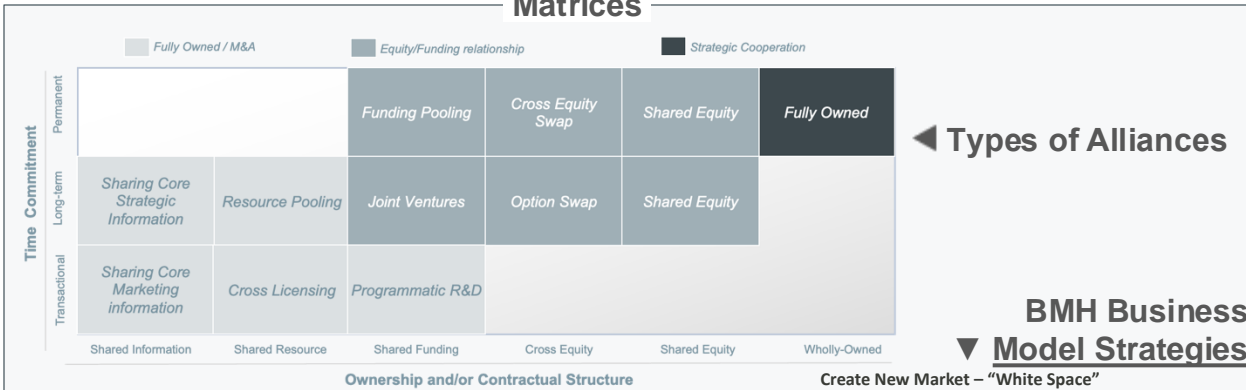 Matrices
Fully Owned / M&A
Equity/Funding relationship
Strategic Cooperation
Time Commitment
Permanent
Funding Pooling
Cross Equity
Swap
Shared Equity
Fully Owned
Types of Alliances
Long-term
Sharing Core
Strategic
Information
Resource Pooling
Joint Ventures
Option Swap
Shared Equity
Transactional
Sharing Core
Marketing
information
Cross Licensing
Programmatic R&D
BMH Business
Model Strategies
Shared Information
Shared Resource
Shared Funding
Cross Equity
Shared Equity
Wholly-Owned
Ownership and/or Contractual Structure
Create New Market – “White Space”